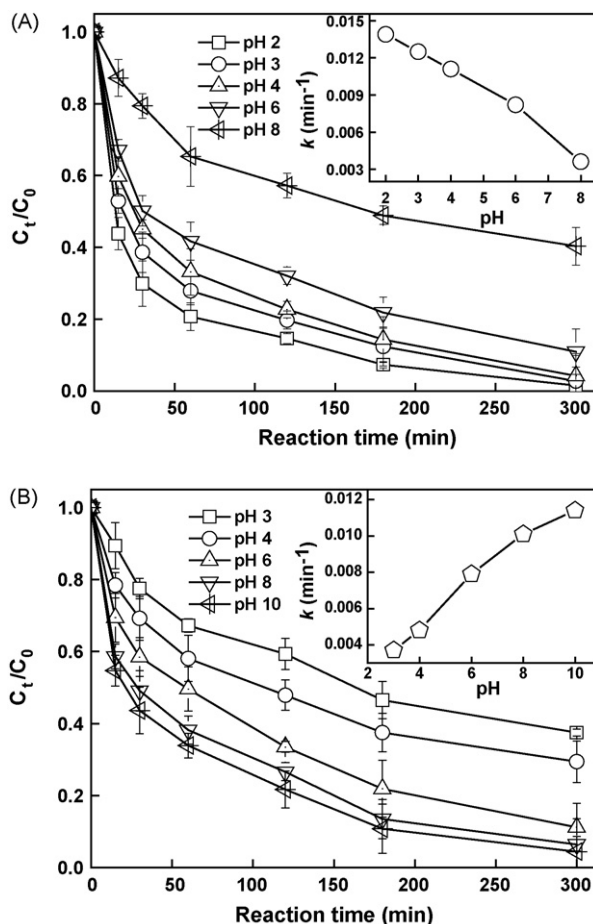 (A)
1.0
0.8
0.6
0.4
0.2
0.0
C_t/C_0
pH 2
pH 3
pH 4
pH 6
pH 8
0.015
0.012
0.009
0.006
0.003
k (min⁻¹)
2 3 4 5 6 7 8
pH
0 50 100 150 200 250 300
Reaction time (min)
(B)
1.0
0.8
0.6
0.4
0.2
0.0
C_t/C_0
pH 3
pH 4
pH 6
pH 8
pH 10
0.012
0.010
0.008
0.006
0.004
k (min⁻¹)
2 4 6 8 10
pH
0 50 100 150 200 250 300
Reaction time (min)